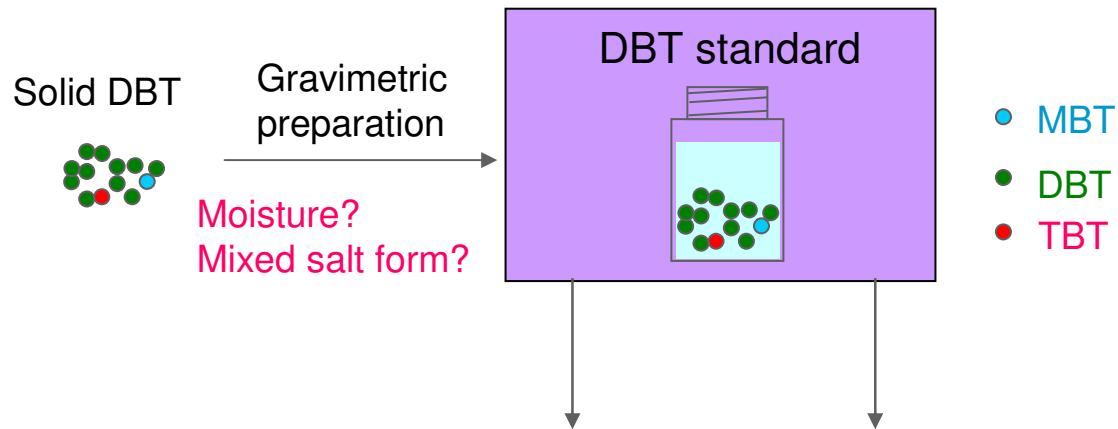 Solid DBT
Gravimetric
preparation
Moisture?
Mixed salt form?
DBT standard
MBT
DBT
TBT